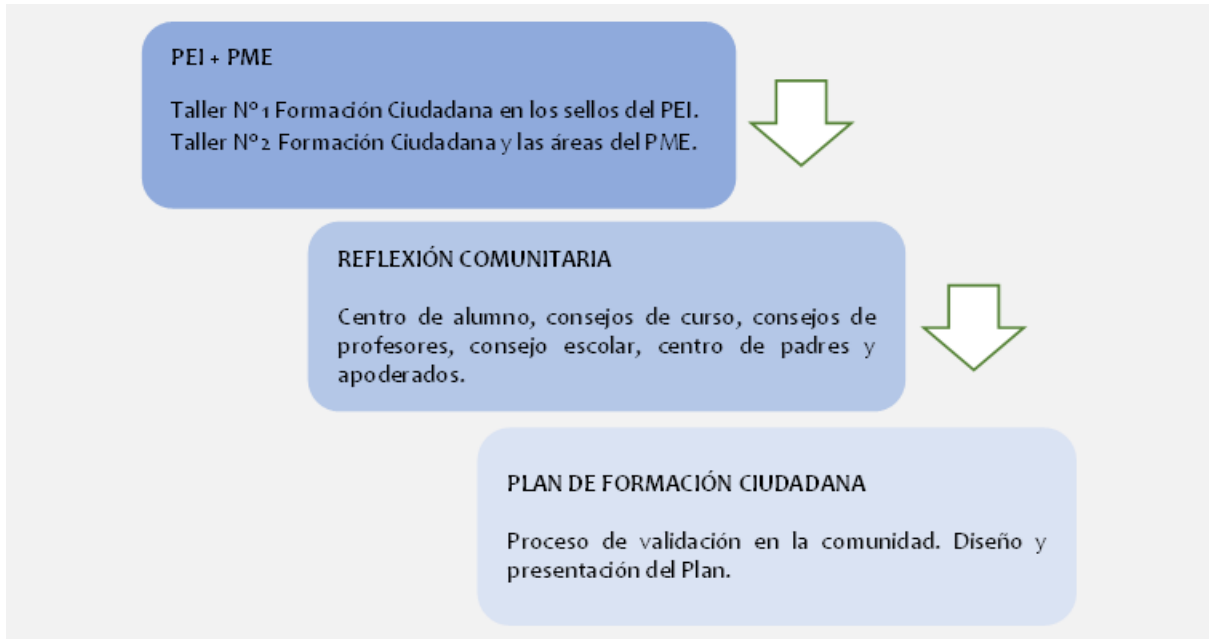 PEI + PME
Taller Nº1 Formación Ciudadana en los sellos del PEI.
Taller Nº2 Formación Ciudadana y las áreas del PME.
REFLEXIÓN COMUNITARIA
Centro de alumno, consejos de curso, consejos de
profesores, consejo escolar, centro de padres y
apoderados.
PLAN DE FORMACIÓN CIUDADANA
Proceso de validación en la comunidad. Diseño y
presentación del Plan.